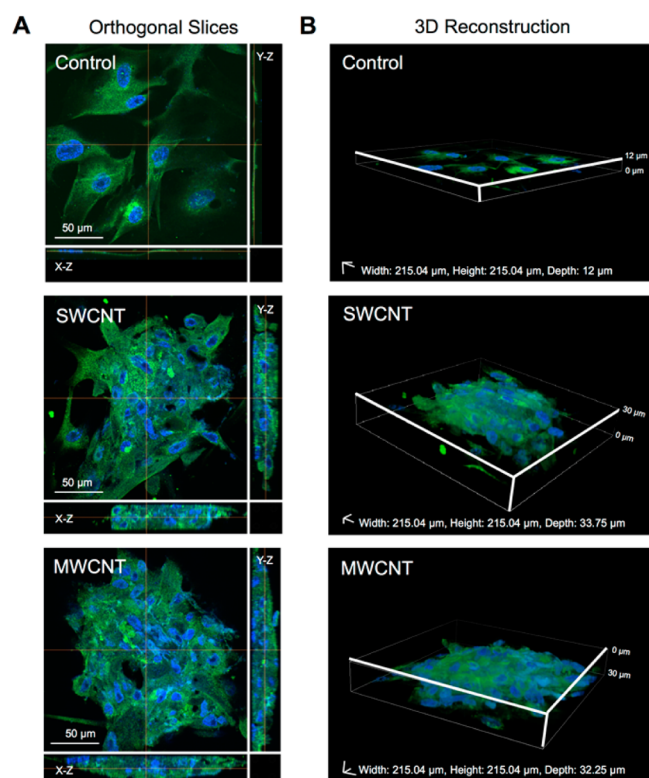 A
Orthogonal Slices
B
3D Reconstruction
Control
Y-Z
50 µm
X-Z
Control
12 µm
0 µm
Width: 215.04 µm, Height: 215.04 µm, Depth: 12 µm
SWCNT
Y-Z
50 µm
X-Z
SWCNT
30 µm
0 µm
Width: 215.04 µm, Height: 215.04 µm, Depth: 33.75 µm
MWCNT
Y-Z
50 µm
X-Z
MWCNT
0 µm
30 µm
Width: 215.04 µm, Height: 215.04 µm, Depth: 32.25 µm